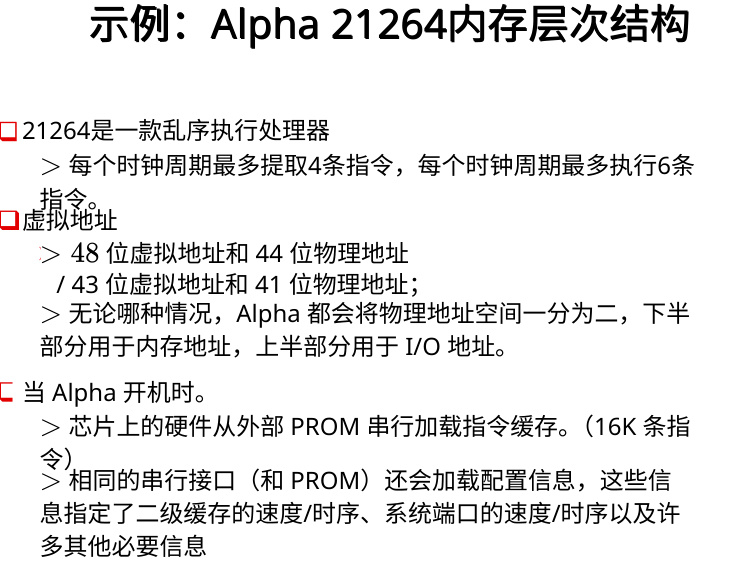 示例：Alpha 21264内存层次结构
21264是一款乱序执行处理器
> 每个时钟周期最多提取4条指令，每个时钟周期最多执行6条
指令。
虚拟地址
> 48 位虚拟地址和 44 位物理地址
/ 43 位虚拟地址和 41 位物理地址；
> 无论哪种情况，Alpha 都会将物理地址空间一分为二，下半
部分用于内存地址，上半部分用于 I/O 地址。
当 Alpha 开机时。
> 芯片上的硬件从外部 PROM 串行加载指令缓存。（16K 条指
令）
> 相同的串行接口（和 PROM）还会加载配置信息，这些信
息指定了二级缓存的速度/时序、系统端口的速度/时序以及许
多其他必要信息